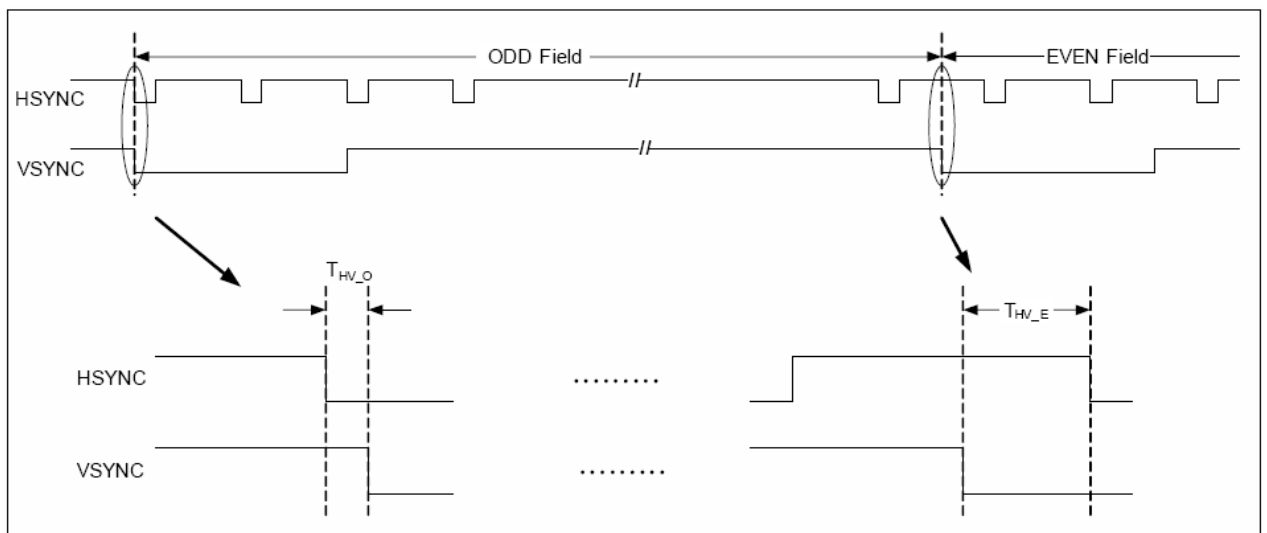 ODD Field
EVEN Field
HSYNC
//
VSYNC
//
T_HV_O
T_HV_E
HSYNC
.........
VSYNC
.........